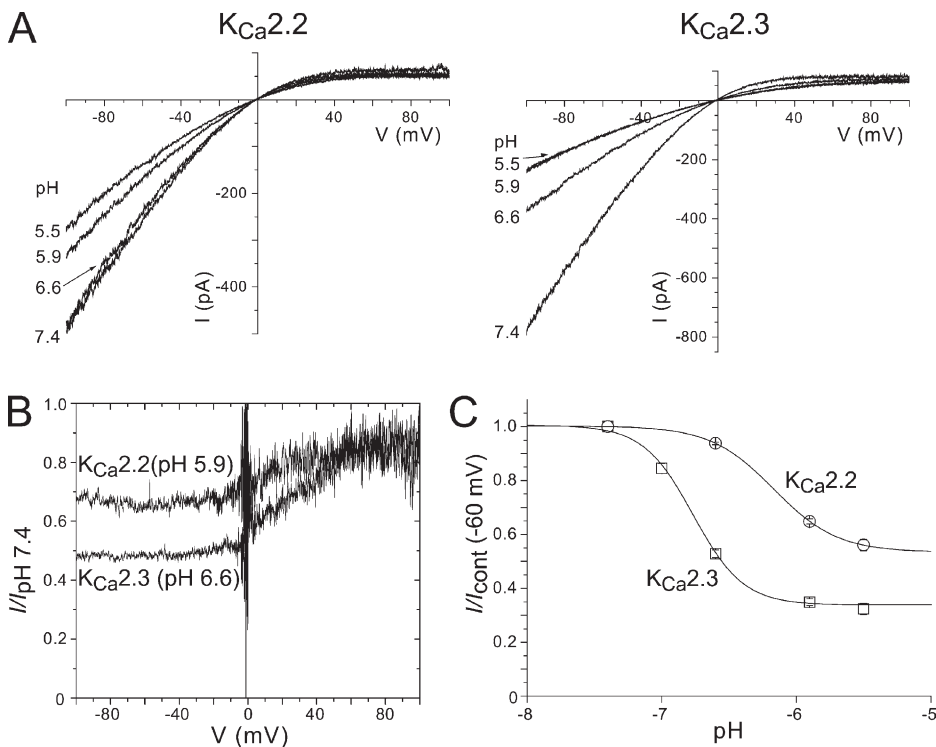 A
KCa2.2
KCa2.3
-80 -40 40 80
V (mV)
-200
-400
I (pA)
pH
5.5
5.9
6.6
7.4
-80 -40 40 80
V (mV)
-200
-400
-600
-800
I (pA)
pH
5.5
5.9
6.6
7.4
B
1.0
0.8
0.6
0.4
0.2
0
I/IpH 7.4
KCa2.2(pH 5.9)
KCa2.3 (pH 6.6)
-80 -40 0 40 80
V (mV)
C
1.0
0.8
0.6
0.4
0.2
0
I/Icont (-60 mV)
KCa2.2
KCa2.3
-8 -7 -6 -5
pH